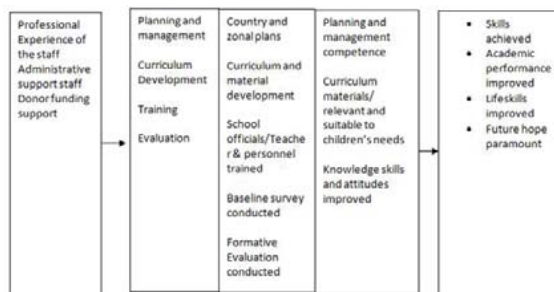 Professional
Experience of
the staff
Administrative
support staff
Donor funding
support
Planning and
management
Curriculum
Development
Training
Evaluation
Country and
zonal plans
Curriculum and
material
development
School
officials/Teache
r & personnel
trained
Baseline survey
conducted
Formative
Evaluation
conducted
Planning and
management
competence
Curriculum
materials/
relevant and
suitable to
children's needs
Knowledge skills
and attitudes
improved
• Skills
achieved
• Academic
performance
improved
• Lifeskills
improved
• Future hope
paramount